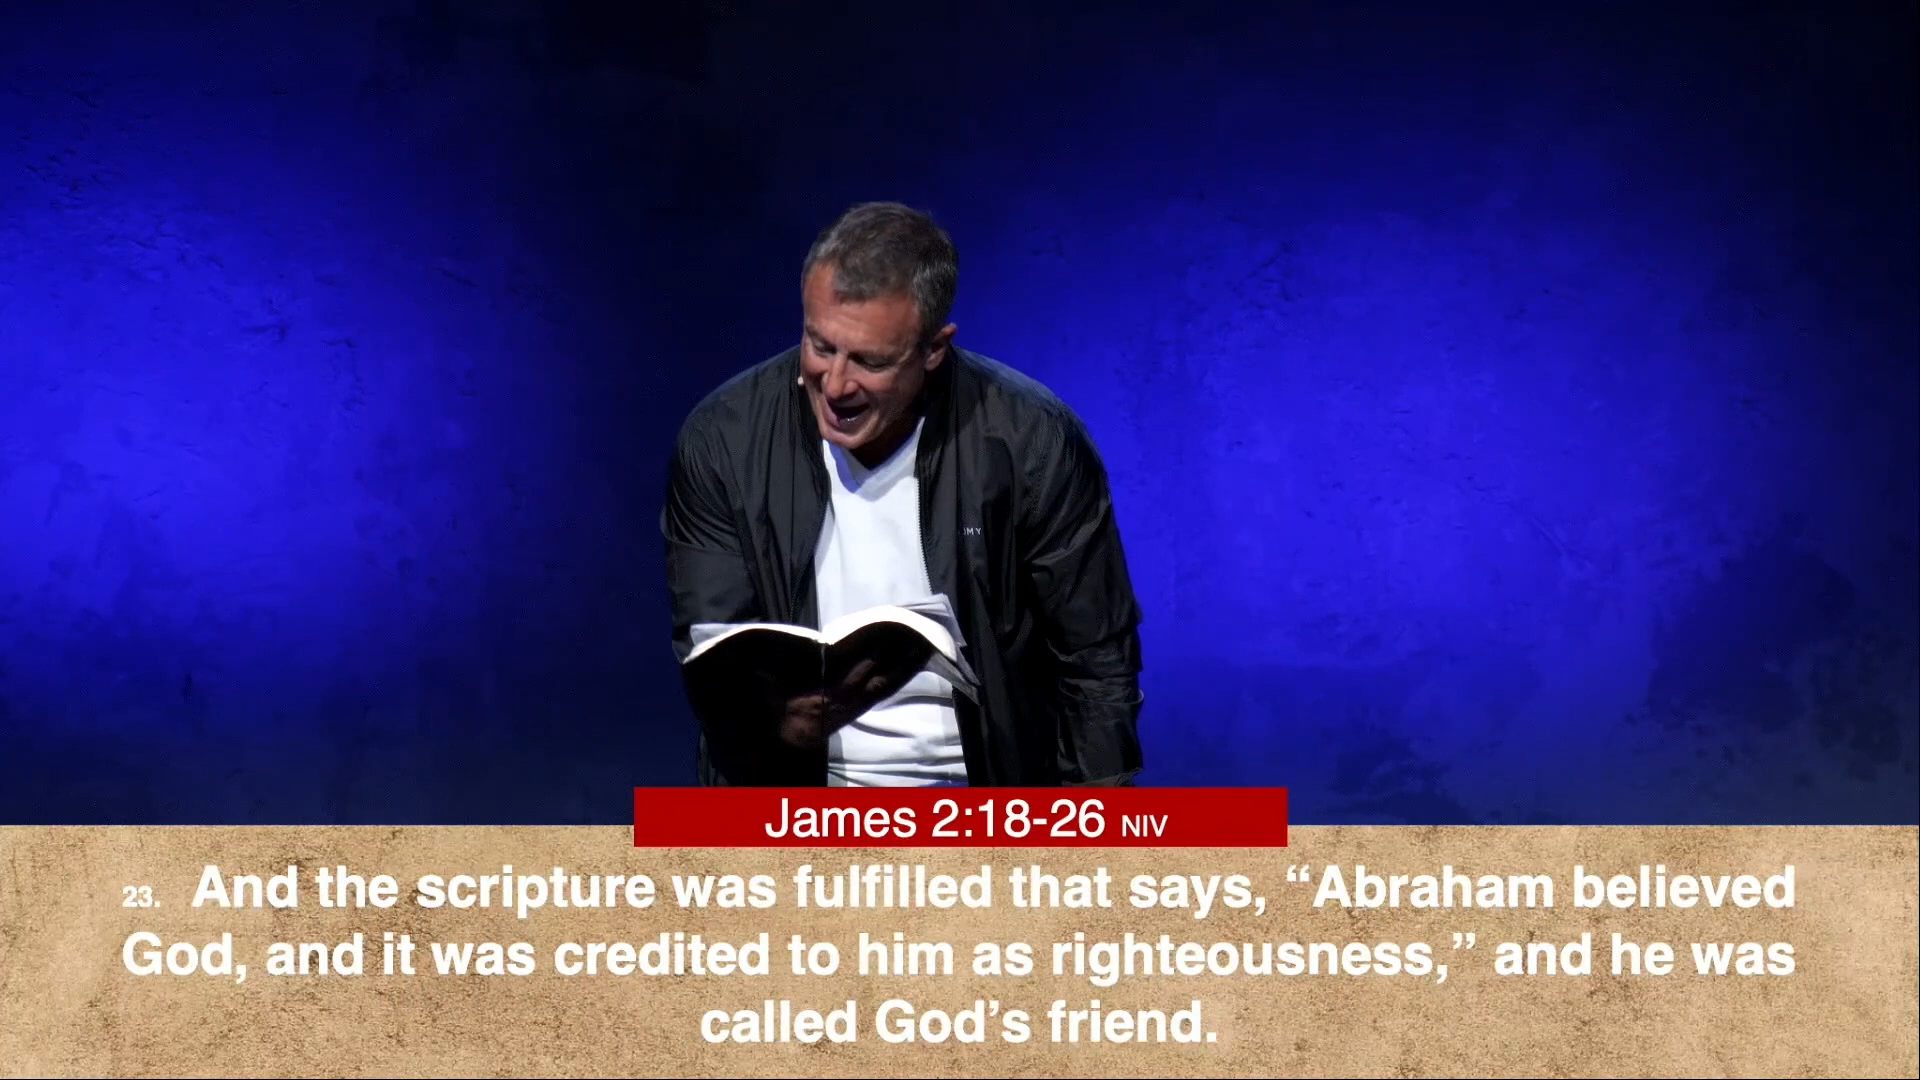 OMY
James 2:18-26 NIV
23. And the scripture was fulfilled that says, “Abraham believed
God, and it was credited to him as righteousness,” and he was
called God’s friend.